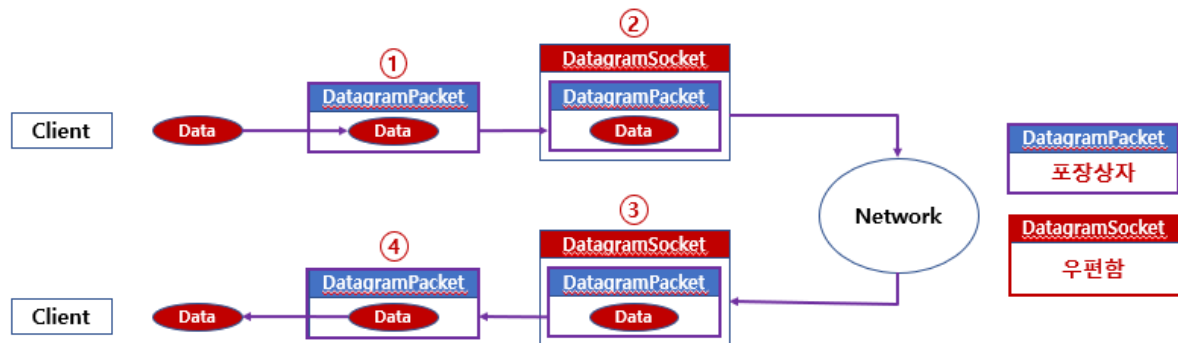 ②
DatagramSocket
①
DatagramPacket
DatagramPacket
Client
Data
Data
Data
DatagramPacket
포장상자
Network
③
DatagramSocket
DatagramSocket
우편함
④
DatagramPacket
DatagramPacket
Client
Data
Data
Data